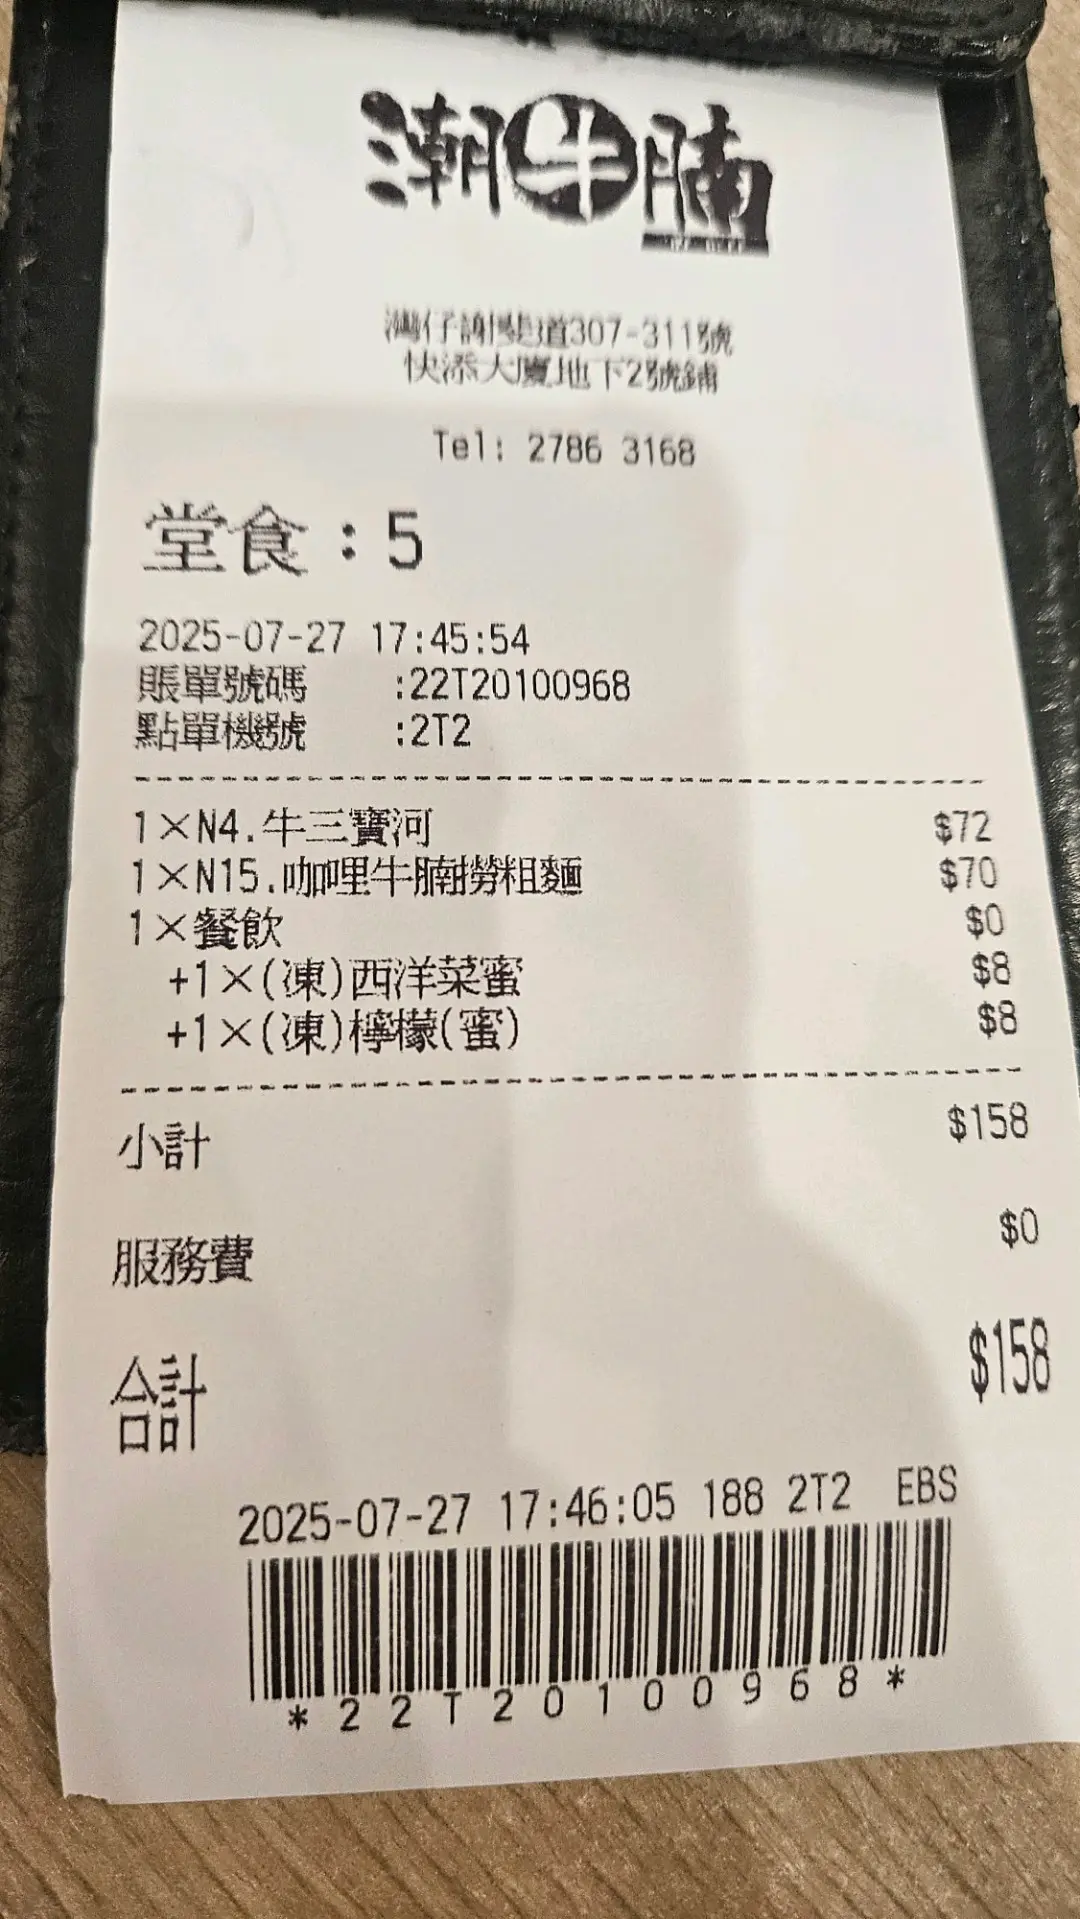 潮牛腩
灣仔謝斐道307-311號
快添大廈地下2號鋪
Tel: 2786 3168
堂食：5
2025-07-27 17:45:54
賬單號碼 :22T20100968
點單機號 :2T2
1×N4.牛三寶河 $72
1×N15.咖哩牛腩撈粗麵 $70
1×餐飲 $0
+1×(凍)西洋菜蜜 $8
+1×(凍)檸檬(蜜) $8
小計 $158
服務費 $0
合計 $158
2025-07-27 17:46:05 188 2T2 EBS
*22T20100968*